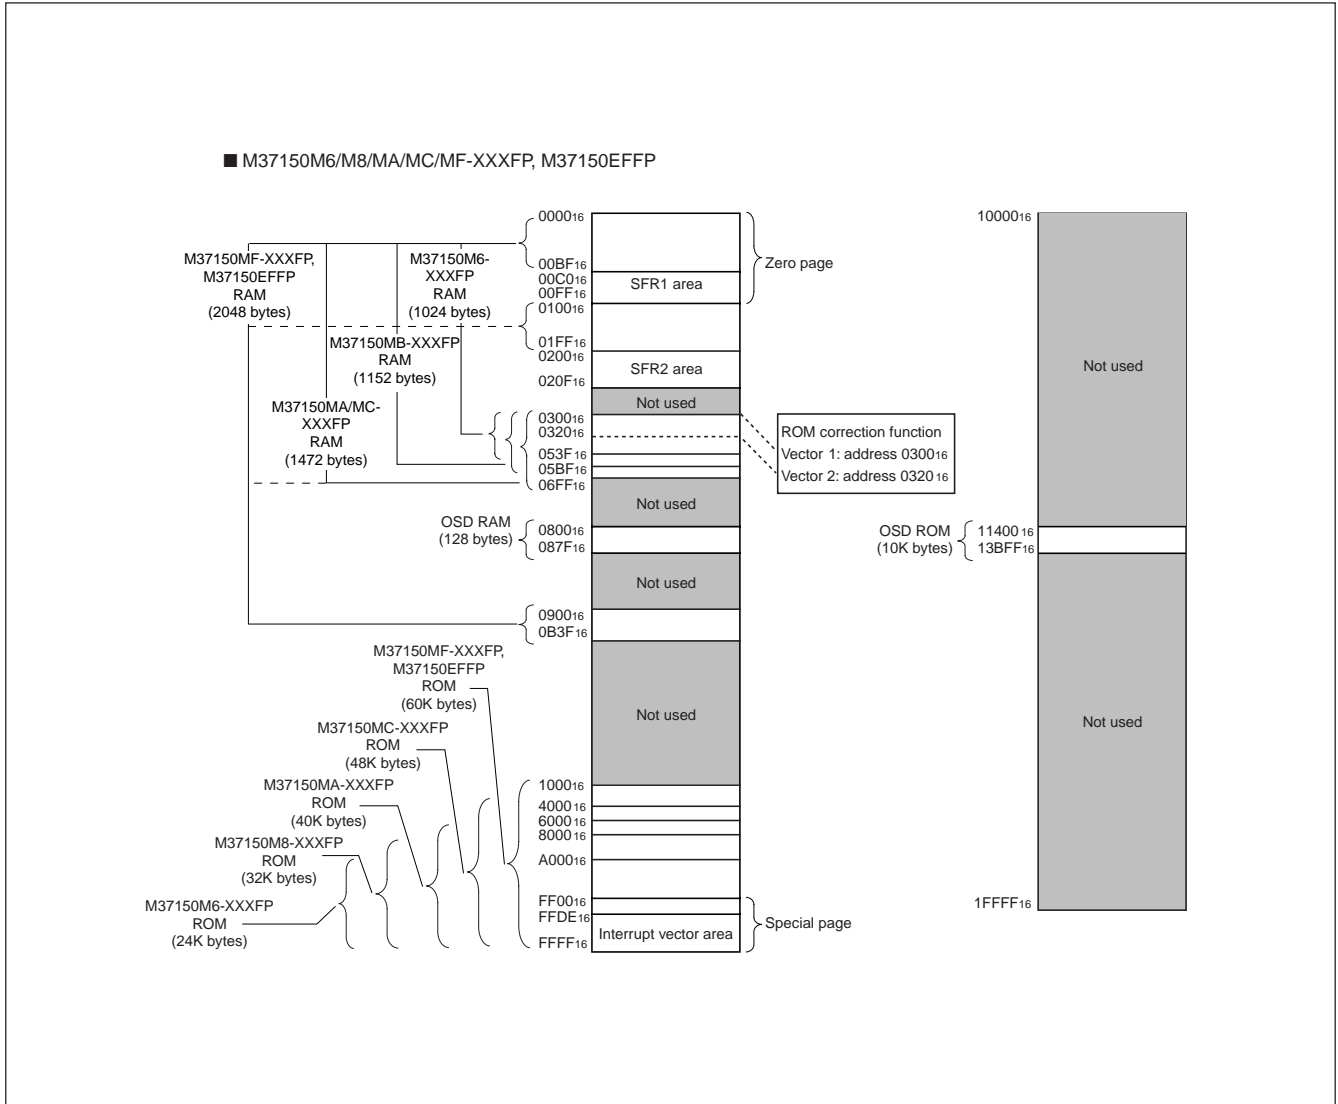 ■ M37150M6/M8/MA/MC/MF-XXXFP, M37150EFFP
M37150MF-XXXFP,
M37150EFFP
RAM
(2048 bytes)
M37150M6-
XXXFP
RAM
(1024 bytes)
M37150MB-XXXFP
RAM
(1152 bytes)
M37150MA/MC-
XXXFP
RAM
(1472 bytes)
OSD RAM
(128 bytes)
M37150MF-XXXFP,
M37150EFFP
ROM
(60K bytes)
M37150MC-XXXFP
ROM
(48K bytes)
M37150MA-XXXFP
ROM
(40K bytes)
M37150M8-XXXFP
ROM
(32K bytes)
M37150M6-XXXFP
ROM
(24K bytes)
000016
00BF16
00C016
00FF16
010016
01FF16
020016
020F16
030016
032016
053F16
05BF16
06FF16
080016
087F16
090016
0B3F16
100016
400016
600016
800016
A00016
FF0016
FFDE16
FFFF16
SFR1 area
SFR2 area
Not used
Not used
Not used
Not used
Interrupt vector area
Zero page
ROM correction function
Vector 1: address 030016
Vector 2: address 032016
Special page
1000016
OSD ROM
(10K bytes)
1140016
13BFF16
1FFFF16
Not used
Not used